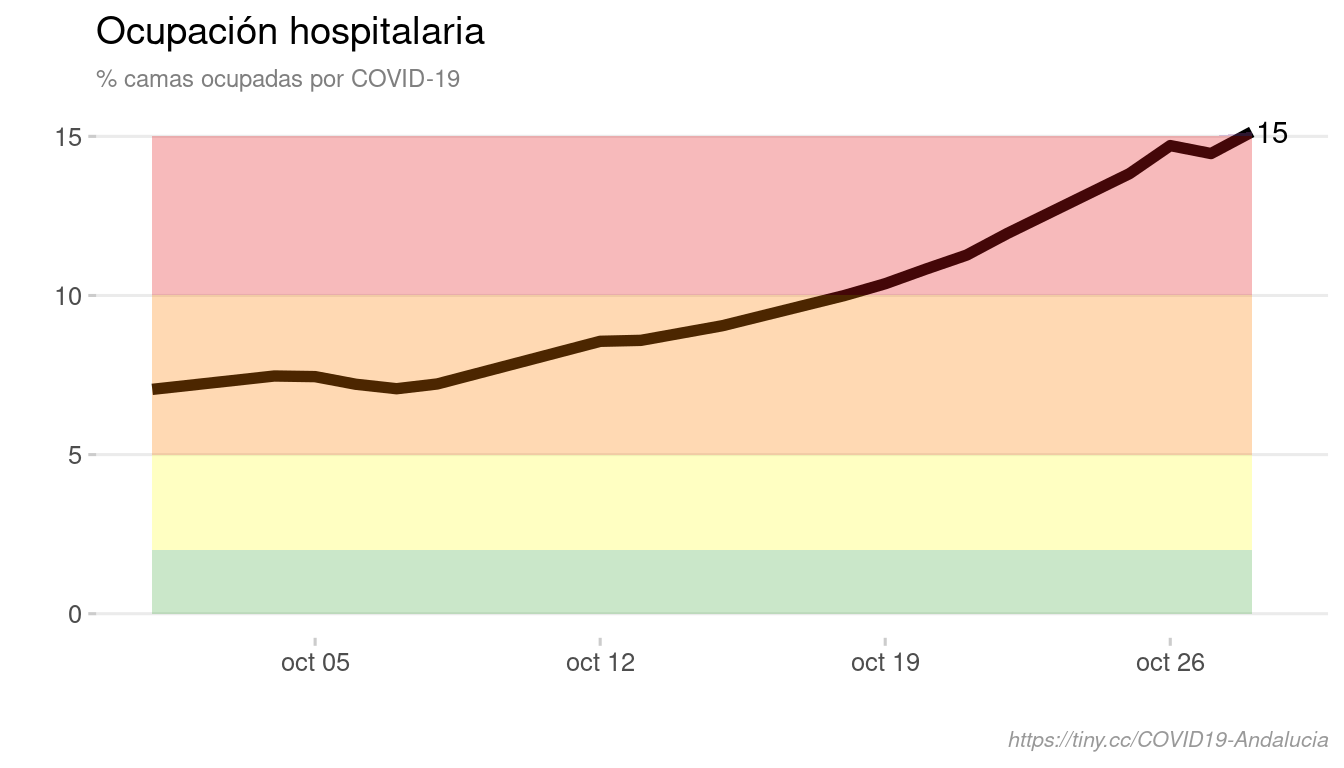 Ocupación hospitalaria
% camas ocupadas por COVID-19
15
15
10
5
0
oct 05 oct 12 oct 19 oct 26
https://tiny.cc/COVID19-Andalucia